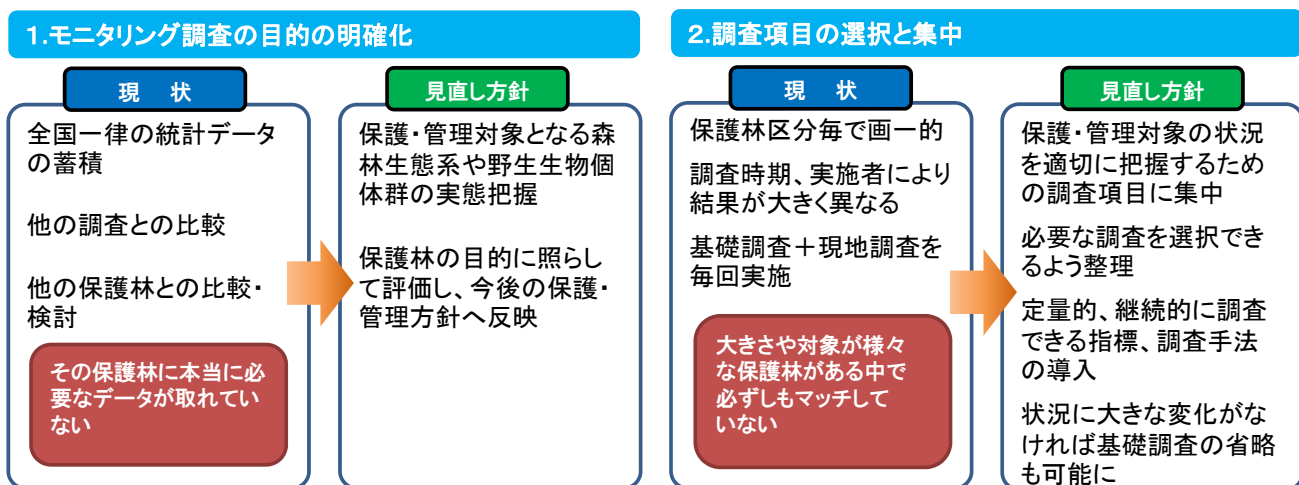 1.モニタリング調査の目的の明確化
現 状
全国一律の統計データ
の蓄積
他の調査との比較
他の保護林との比較・
検討
その保護林に本当に必
要なデータが取れてい
ない
見直し方針
保護・管理対象となる森
林生態系や野生生物個
体群の実態把握
保護林の目的に照らし
て評価し、今後の保護・
管理方針へ反映
2.調査項目の選択と集中
現 状
保護林区分毎で画一的
調査時期、実施者により
結果が大きく異なる
基礎調査＋現地調査を
毎回実施
大きさや対象が様々
な保護林がある中で
必ずしもマッチして
いない
見直し方針
保護・管理対象の状況
を適切に把握するため
の調査項目に集中
必要な調査を選択でき
るよう整理
定量的、継続的に調査
できる指標、調査手法
の導入
状況に大きな変化がな
ければ基礎調査の省略
も可能に